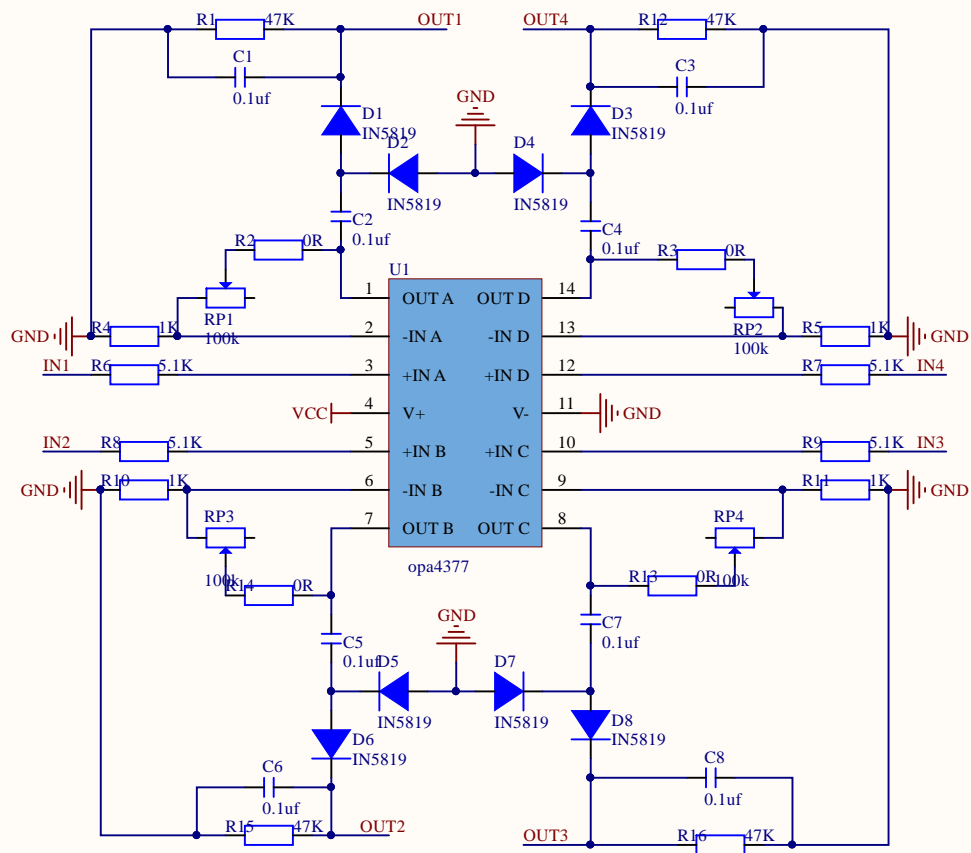 R1 47K OUT1 OUT4 R12 47K
C1 C3
0.1uf GND 0.1uf
D1 D3
IN5819 IN5819
D2 D4
IN5819 IN5819
C2 C4
0.1uf 0.1uf
R2 0R R3 0R
U1
1 OUT A OUT D 14
RP1 RP2
100k 100k
R4 1K 2 -IN A -IN D 13 R5 1K
GND GND
IN1 R6 5.1K 3 +IN A +IN D 12 R7 5.1K IN4
VCC 4 V+ V- 11 GND
IN2 R8 5.1K 5 +IN B +IN C 10 R9 5.1K IN3
GND R10 1K 6 -IN B -IN C 9 R11 1K GND
RP3 7 OUT B OUT C 8 RP4
100k opa4377 100k
R14 0R R13 0R
GND
C5 C7
0.1uf 0.1uf
D5 D7
IN5819 IN5819
D6 D8
IN5819 IN5819
C6 C8
0.1uf 0.1uf
R15 47K OUT2 OUT3 R16 47K